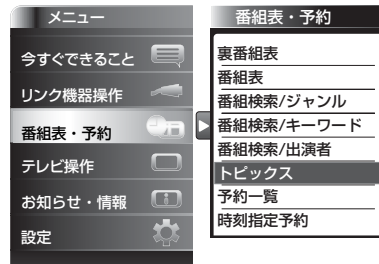 メニュー
今すぐできること
リンク機器操作
番組表・予約
テレビ操作
お知らせ・情報
設定
番組表・予約
裏番組表
番組表
番組検索/ジャンル
番組検索/キーワード
番組検索/出演者
トピックス
予約一覧
時刻指定予約